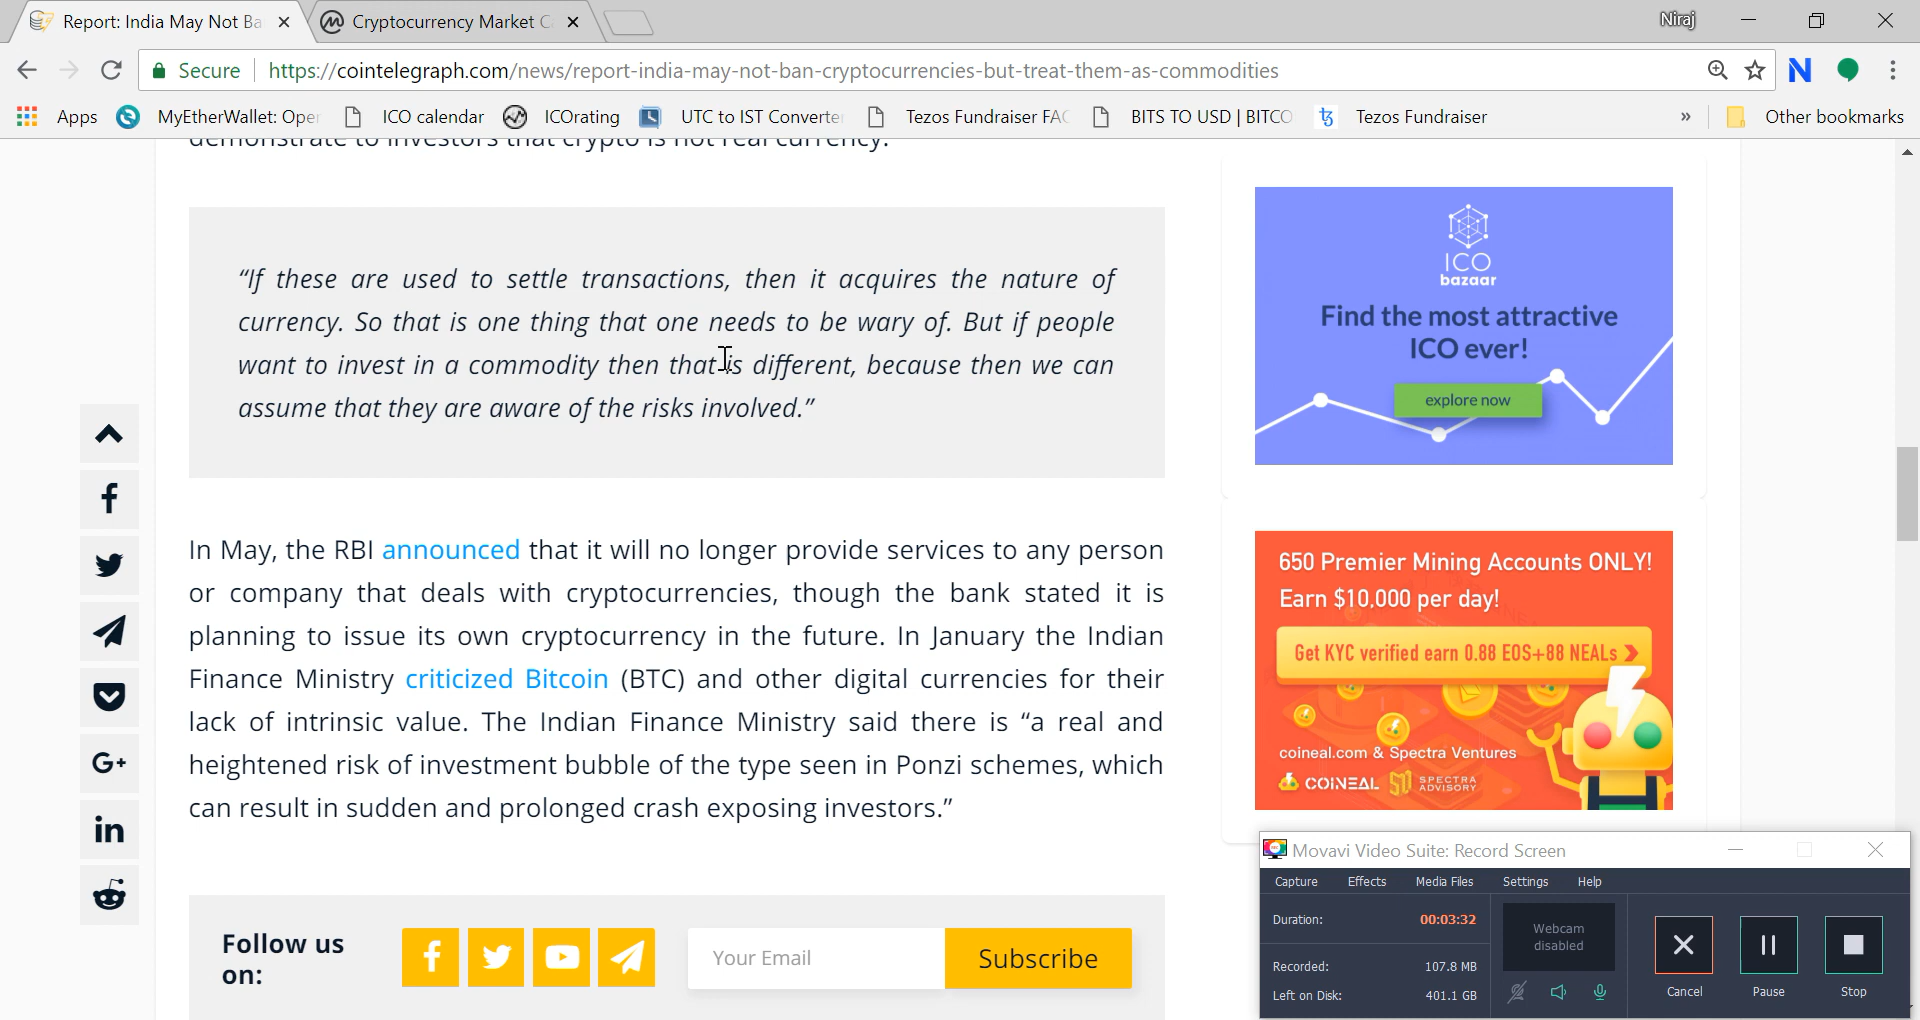 Report: India May Not Ba
Cryptocurrency Market C
Niraj
Secure
https://cointelegraph.com/news/report-india-may-not-ban-cryptocurrencies-but-treat-them-as-commodities
N
Apps
MyEtherWallet: Ope
ICO calendar
ICOrating
UTC to IST Converte
Tezos Fundraiser FA
BITS TO USD | BITCO
Tezos Fundraiser
»
Other bookmarks
demonstrate to investors that crypto is not real currency.
“If these are used to settle transactions, then it acquires the nature of
currency. So that is one thing that one needs to be wary of. But if people
want to invest in a commodity then that is different, because then we can
assume that they are aware of the risks involved.”
In May, the RBI announced that it will no longer provide services to any person
or company that deals with cryptocurrencies, though the bank stated it is
planning to issue its own cryptocurrency in the future. In January the Indian
Finance Ministry criticized Bitcoin (BTC) and other digital currencies for their
lack of intrinsic value. The Indian Finance Ministry said there is “a real and
heightened risk of investment bubble of the type seen in Ponzi schemes, which
can result in sudden and prolonged crash exposing investors.”
Follow us
on:
Your Email
Subscribe
ICO
bazaar
Find the most attractive
ICO ever!
explore now
650 Premier Mining Accounts ONLY!
Earn $10,000 per day!
Get KYC verified earn 0.88 EOS+88 NEALs
coineal.com & Spectra Ventures
COINEAL
SPECTRA
ADVISORY
Movavi Video Suite: Record Screen
Capture Effects Media Files Settings Help
Duration: 00:03:32
Recorded: 107.8 MB
Left on Disk: 401.1 GB
Webcam
disabled
Cancel
Pause
Stop